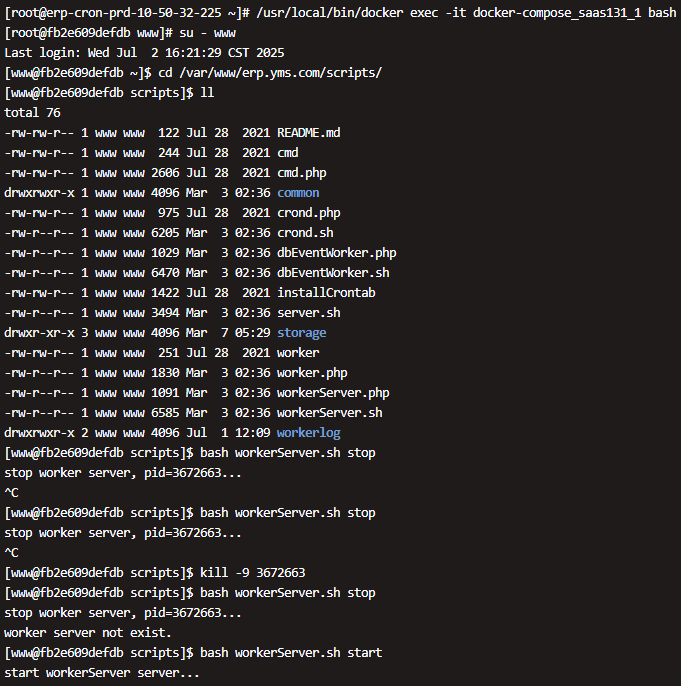 [root@erp-cron-prd-10-50-32-225 ~]# /usr/local/bin/docker exec -it docker-compose_saas131_1 bash
[root@fb2e609defdb www]# su - www
Last login: Wed Jul  2 16:21:29 CST 2025
[www@fb2e609defdb ~]$ cd /var/www/erp.yms.com/scripts/
[www@fb2e609defdb scripts]$ ll
total 76
-rw-rw-r-- 1 www www  122 Jul 28  2021 README.md
-rw-rw-r-- 1 www www  244 Jul 28  2021 cmd
-rw-rw-r-- 1 www www 2606 Jul 28  2021 cmd.php
drwxrwxr-x 1 www www 4096 Mar  3 02:36 common
-rw-rw-r-- 1 www www  975 Jul 28  2021 crond.php
-rw-r--r-- 1 www www 6205 Mar  3 02:36 crond.sh
-rw-r--r-- 1 www www 1029 Mar  3 02:36 dbEventWorker.php
-rw-r--r-- 1 www www 6470 Mar  3 02:36 dbEventWorker.sh
-rw-rw-r-- 1 www www 1422 Jul 28  2021 installCrontab
-rw-r--r-- 1 www www 3494 Mar  3 02:36 server.sh
drwxr-xr-x 3 www www 4096 Mar  7 05:29 storage
-rw-rw-r-- 1 www www  251 Jul 28  2021 worker
-rw-r--r-- 1 www www 1830 Mar  3 02:36 worker.php
-rw-r--r-- 1 www www 1091 Mar  3 02:36 workerServer.php
-rw-r--r-- 1 www www 6585 Mar  3 02:36 workerServer.sh
drwxrwxr-x 2 www www 4096 Jul  1 12:09 workerlog
[www@fb2e609defdb scripts]$ bash workerServer.sh stop
stop worker server, pid=3672663...
^C
[www@fb2e609defdb scripts]$ bash workerServer.sh stop
stop worker server, pid=3672663...
^C
[www@fb2e609defdb scripts]$ kill -9 3672663
[www@fb2e609defdb scripts]$ bash workerServer.sh stop
stop worker server, pid=3672663...
worker server not exist.
[www@fb2e609defdb scripts]$ bash workerServer.sh start
start workerServer server...